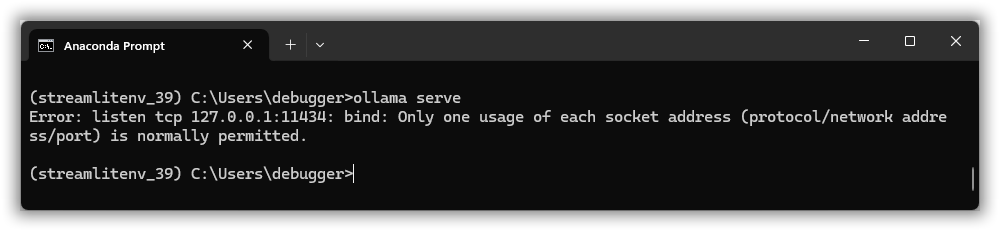 Anaconda Prompt
(streamlitenv_39) C:\Users\debugger>ollama serve
Error: listen tcp 127.0.0.1:11434: bind: Only one usage of each socket address (protocol/network addre
ss/port) is normally permitted.
(streamlitenv_39) C:\Users\debugger>